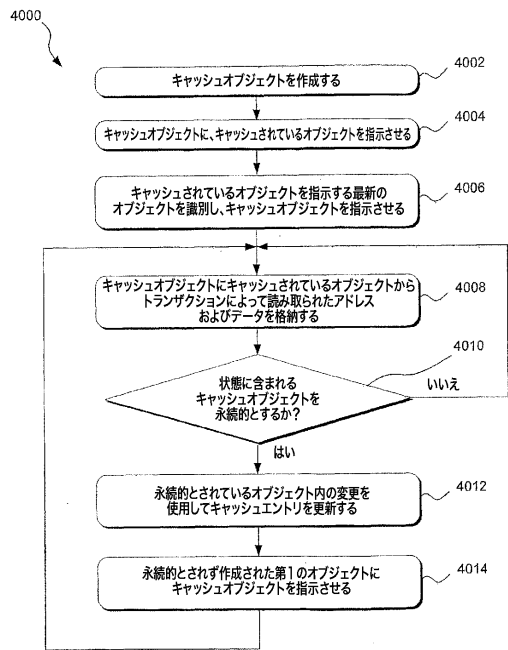 4000
キャッシュオブジェクトを作成する
4002
キャッシュオブジェクトに、キャッシュされているオブジェクトを指示させる
4004
キャッシュされているオブジェクトを指示する最新の
オブジェクトを識別し、キャッシュオブジェクトを指示させる
4006
キャッシュオブジェクトにキャッシュされているオブジェクトから
トランザクションによって読み取られたアドレス
およびデータを格納する
4008
状態に含まれる
キャッシュオブジェクトを
永続的とするか？
4010
いいえ
はい
永続的とされているオブジェクト内の変更を
使用してキャッシュエントリを更新する
4012
永続的とされず作成された第1のオブジェクトに
キャッシュオブジェクトを指示させる
4014